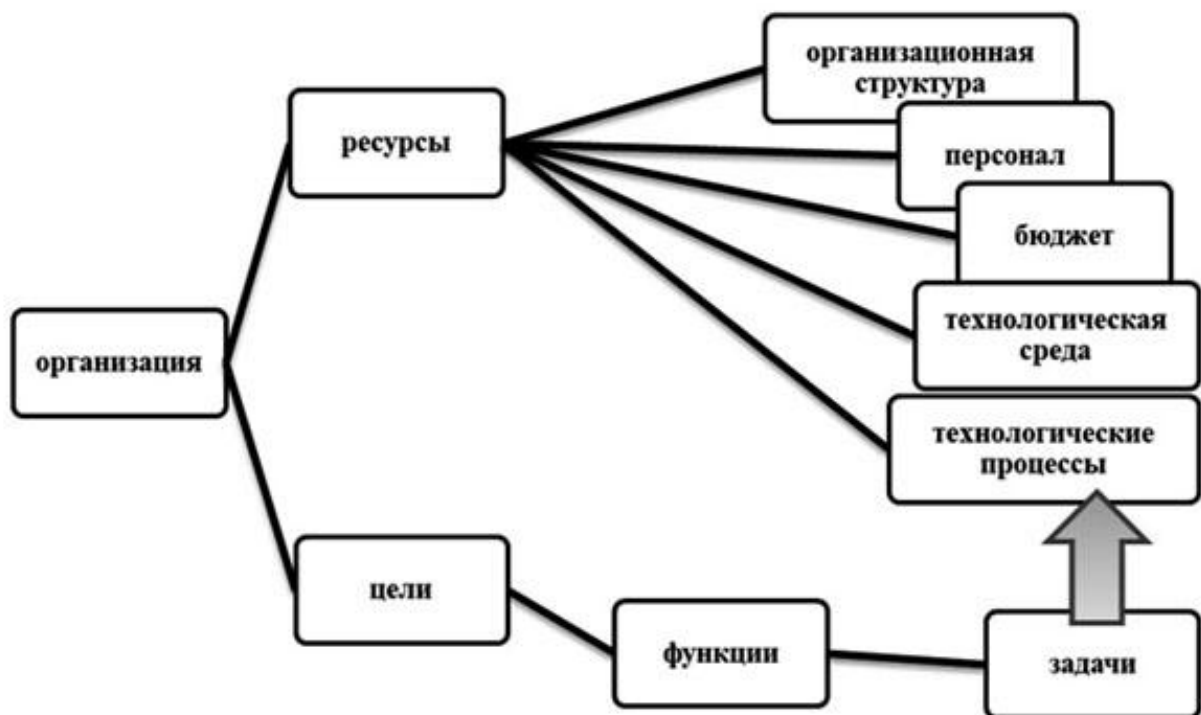 организационная
структура
ресурсы
персонал
бюджет
технологическая
среда
организация
технологические
процессы
цели
функции
задачи